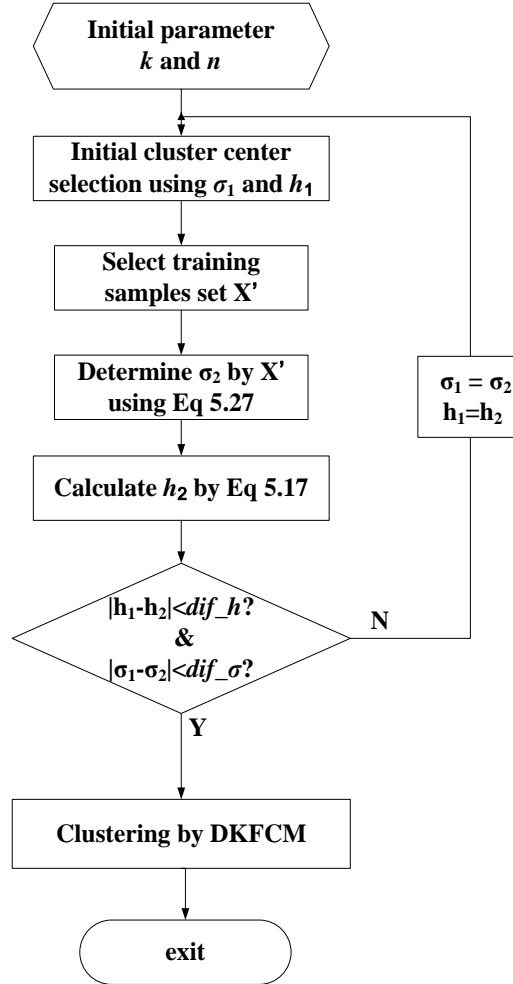 Initial parameter
k and n
Initial cluster center
selection using σ₁ and h₁
Select training
samples set X'
Determine σ₂ by X'
using Eq 5.27
σ₁ = σ₂
h₁=h₂
Calculate h₂ by Eq 5.17
|h₁-h₂|<dif_h?
&
|σ₁-σ₂|<dif_σ?
N
Y
Clustering by DKFCM
exit